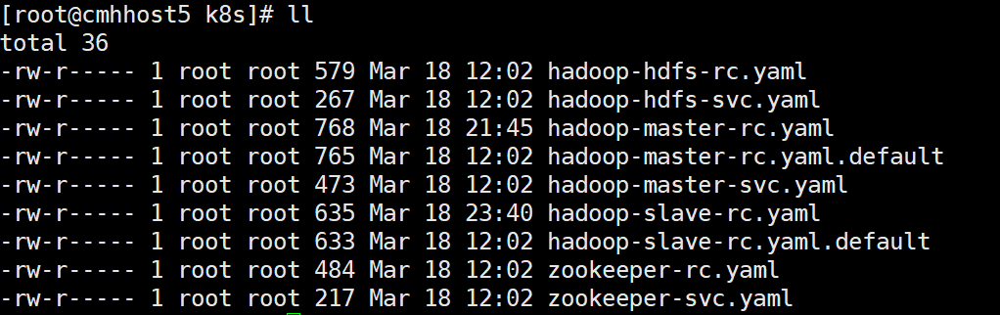 [root@cmhhost5 k8s]# ll
total 36
-rw-r----- 1 root root 579 Mar 18 12:02 hadoop-hdfs-rc.yaml
-rw-r----- 1 root root 267 Mar 18 12:02 hadoop-hdfs-svc.yaml
-rw-r----- 1 root root 768 Mar 18 21:45 hadoop-master-rc.yaml
-rw-r----- 1 root root 765 Mar 18 12:02 hadoop-master-rc.yaml.default
-rw-r----- 1 root root 473 Mar 18 12:02 hadoop-master-svc.yaml
-rw-r----- 1 root root 635 Mar 18 23:40 hadoop-slave-rc.yaml
-rw-r----- 1 root root 633 Mar 18 12:02 hadoop-slave-rc.yaml.default
-rw-r----- 1 root root 484 Mar 18 12:02 zookeeper-rc.yaml
-rw-r----- 1 root root 217 Mar 18 12:02 zookeeper-svc.yaml